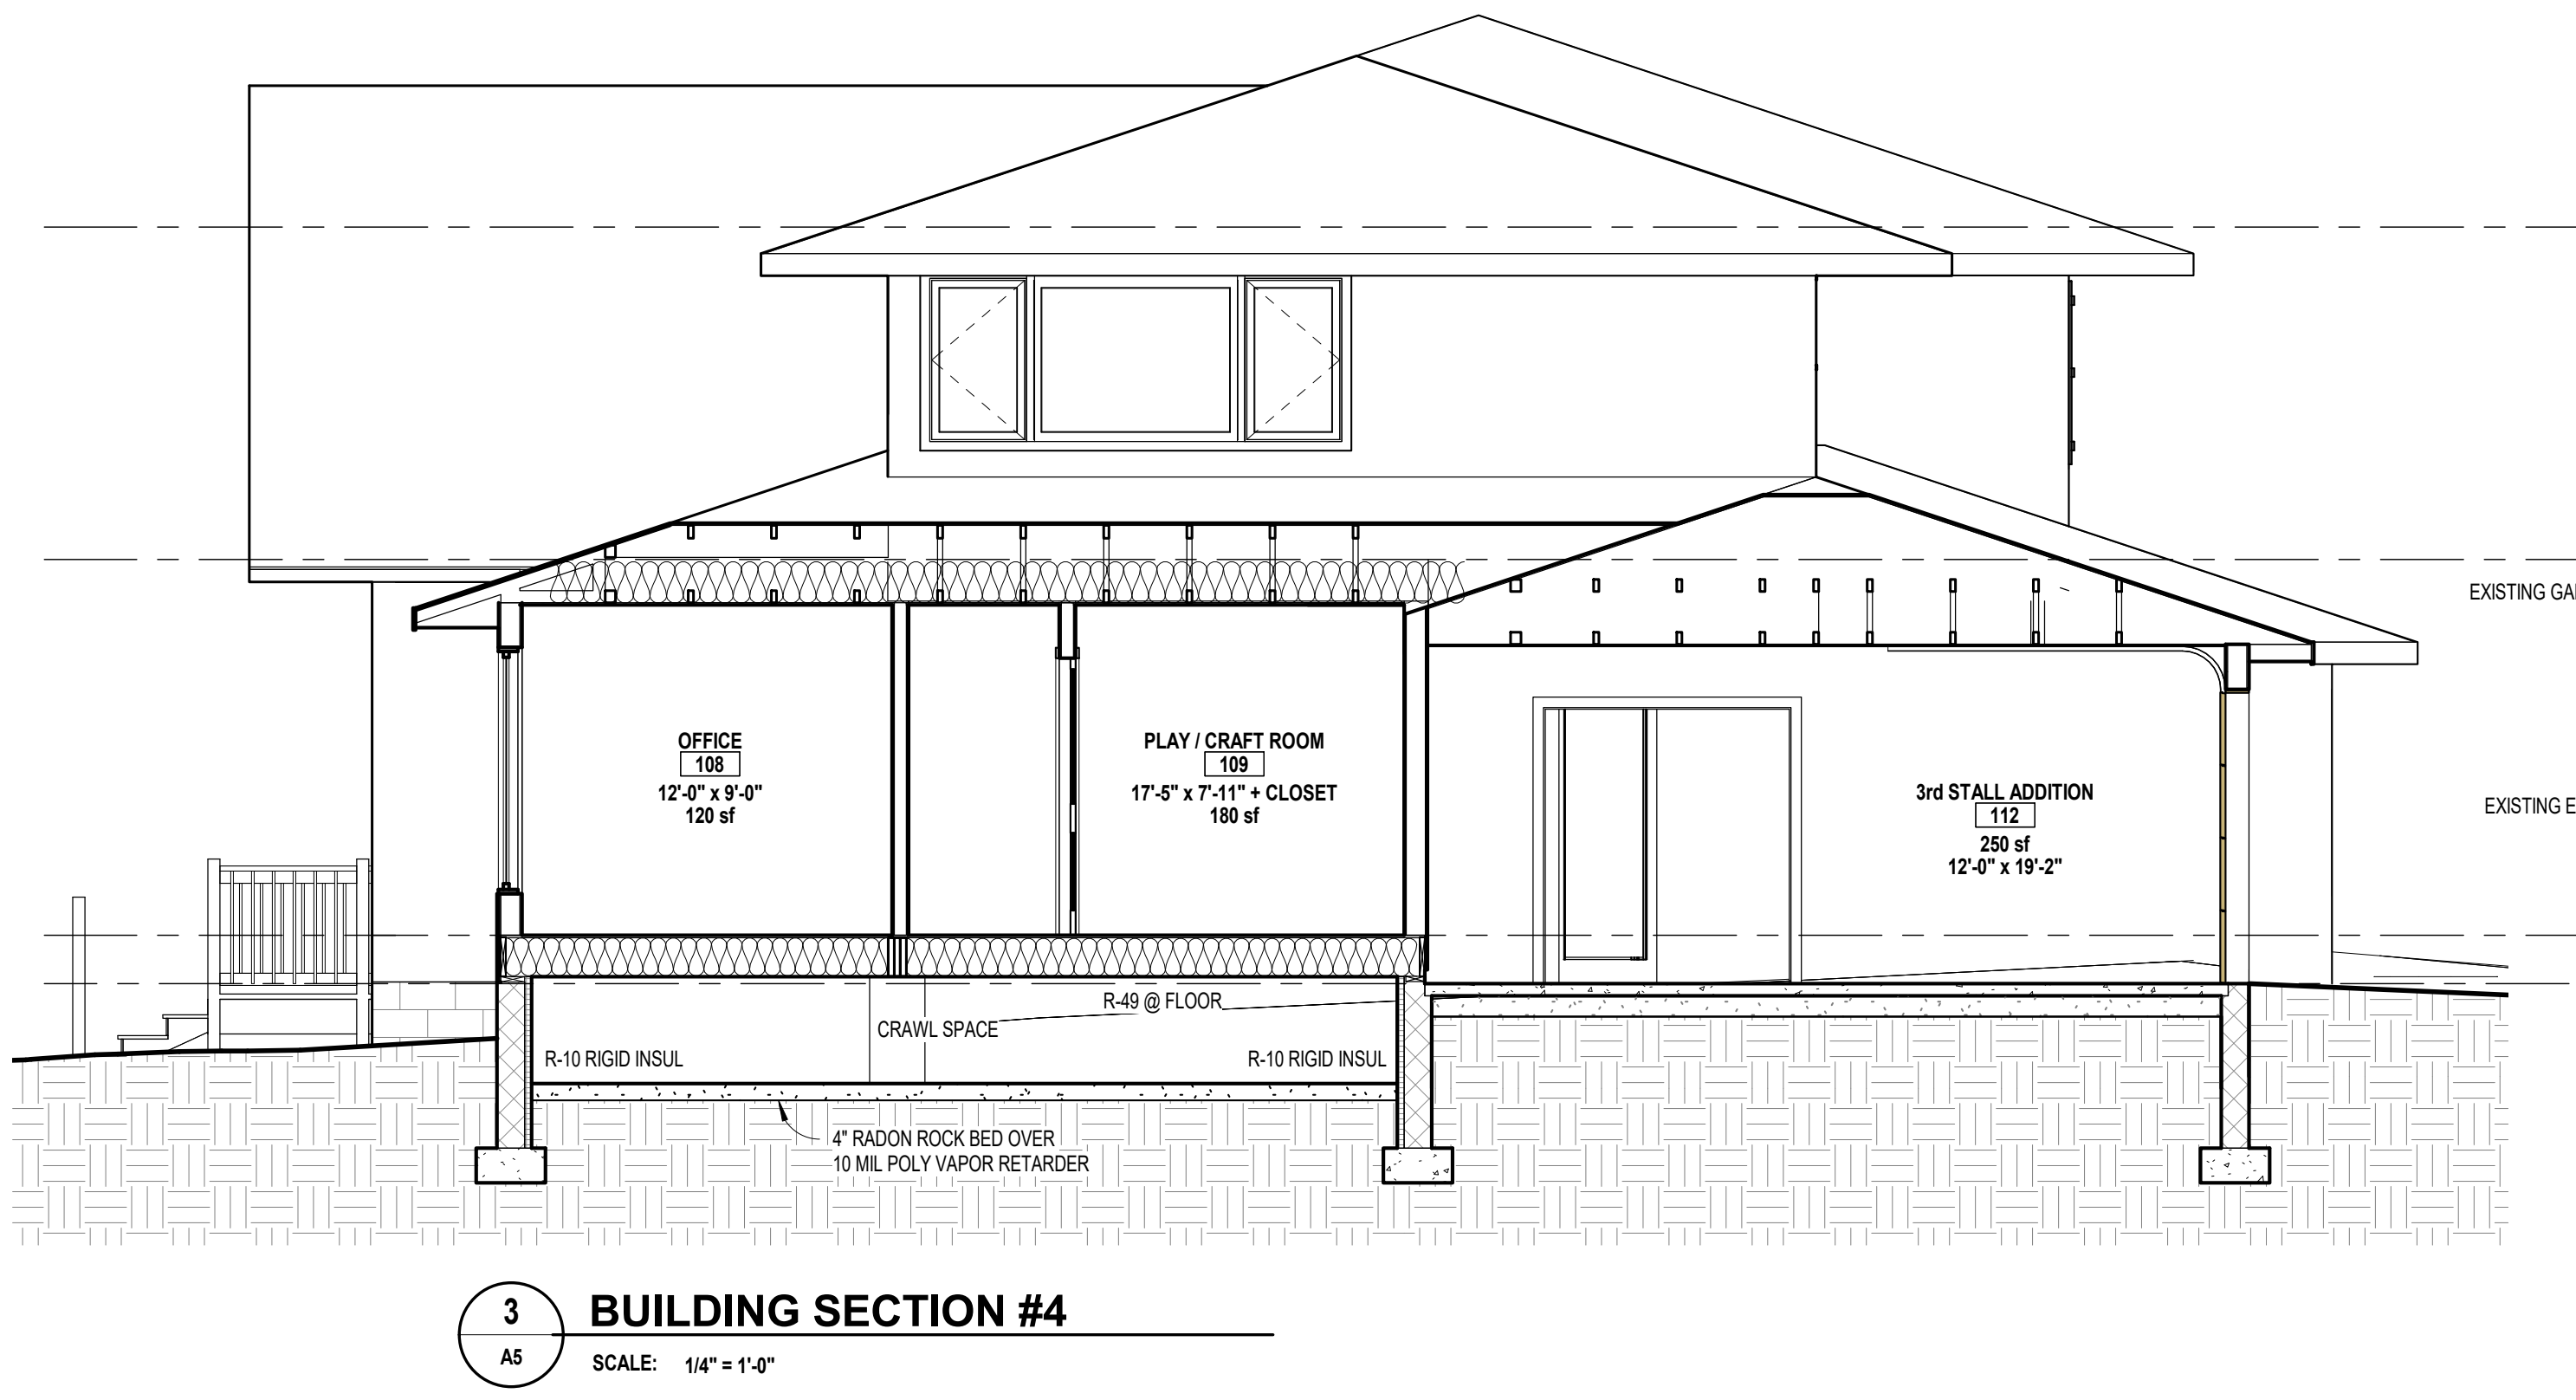 EXISTING GA
OFFICE
108
12'-0" x 9'-0"
120 sf
PLAY / CRAFT ROOM
109
17'-5" x 7'-11" + CLOSET
180 sf
3rd STALL ADDITION
112
250 sf
12'-0" x 19'-2"
EXISTING E
R-49 @ FLOOR
CRAWL SPACE
R-10 RIGID INSUL
R-10 RIGID INSUL
4" RADON ROCK BED OVER
10 MIL POLY VAPOR RETARDER
3
A5
BUILDING SECTION #4
SCALE: 1/4" = 1'-0"